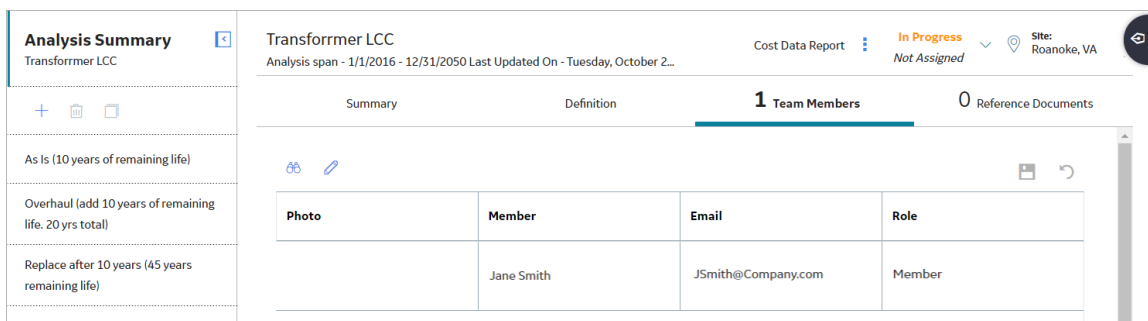 Analysis Summary
Transforrmer LCC
As Is (10 years of remaining life)
Overhaul (add 10 years of remaining
life. 20 yrs total)
Replace after 10 years (45 years
remaining life)
Transforrmer LCC
Analysis span - 1/1/2016 - 12/31/2050 Last Updated On - Tuesday, October 2...
Cost Data Report
In Progress
Not Assigned
Site:
Roanoke, VA
Summary
Definition
1 Team Members
0 Reference Documents
Photo Member Email Role
Jane Smith JSmith@Company.com Member